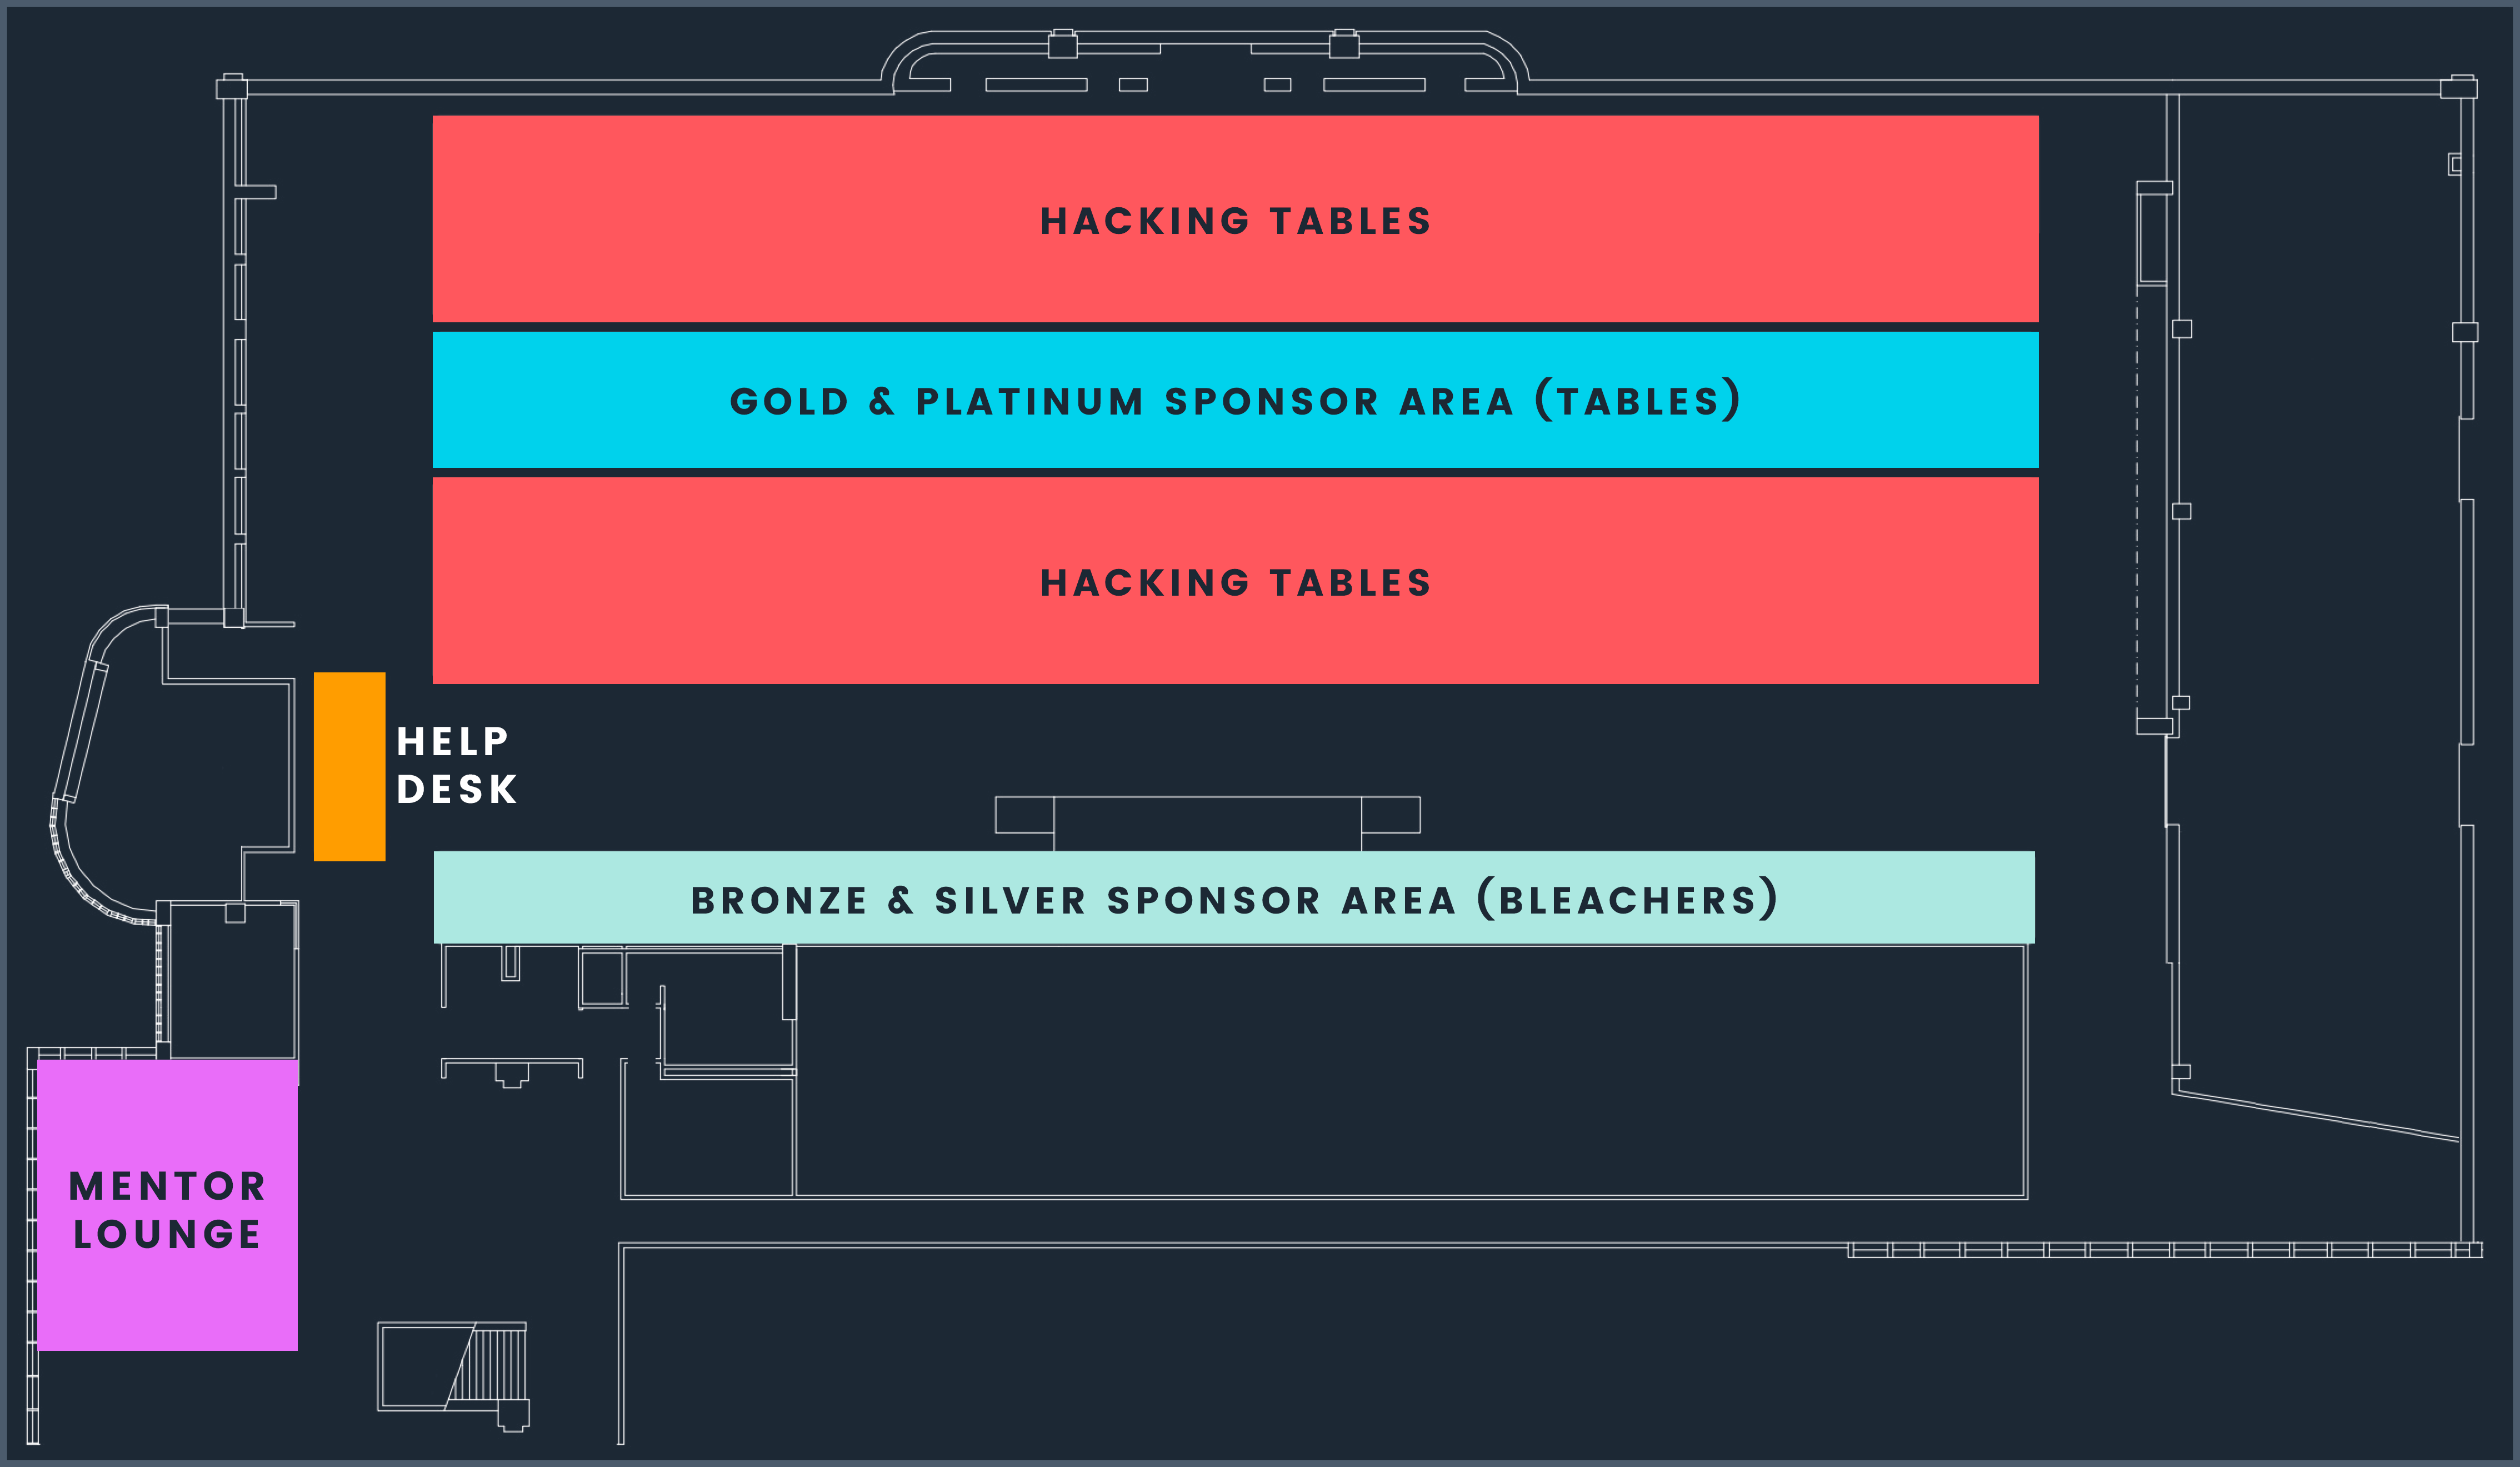 HACKING TABLES
GOLD & PLATINUM SPONSOR AREA (TABLES)
HACKING TABLES
HELP
DESK
BRONZE & SILVER SPONSOR AREA (BLEACHERS)
MENTOR
LOUNGE